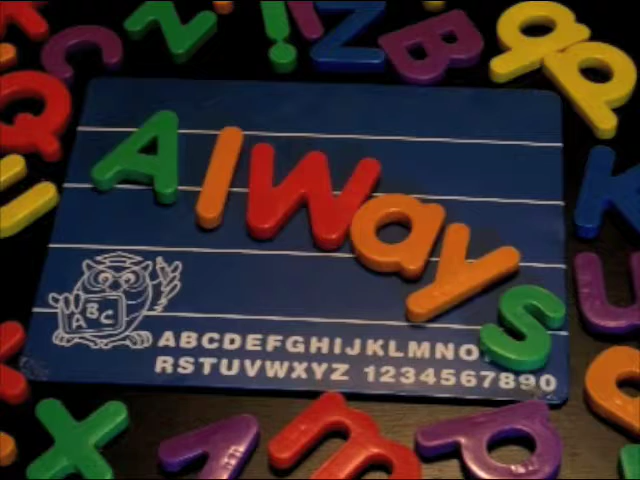 Z ! Z B a
C a
Q
Always K
U
ABC
ABCDEFGHIJKLMNO
RSTUVWXYZ 1234567890
X m a